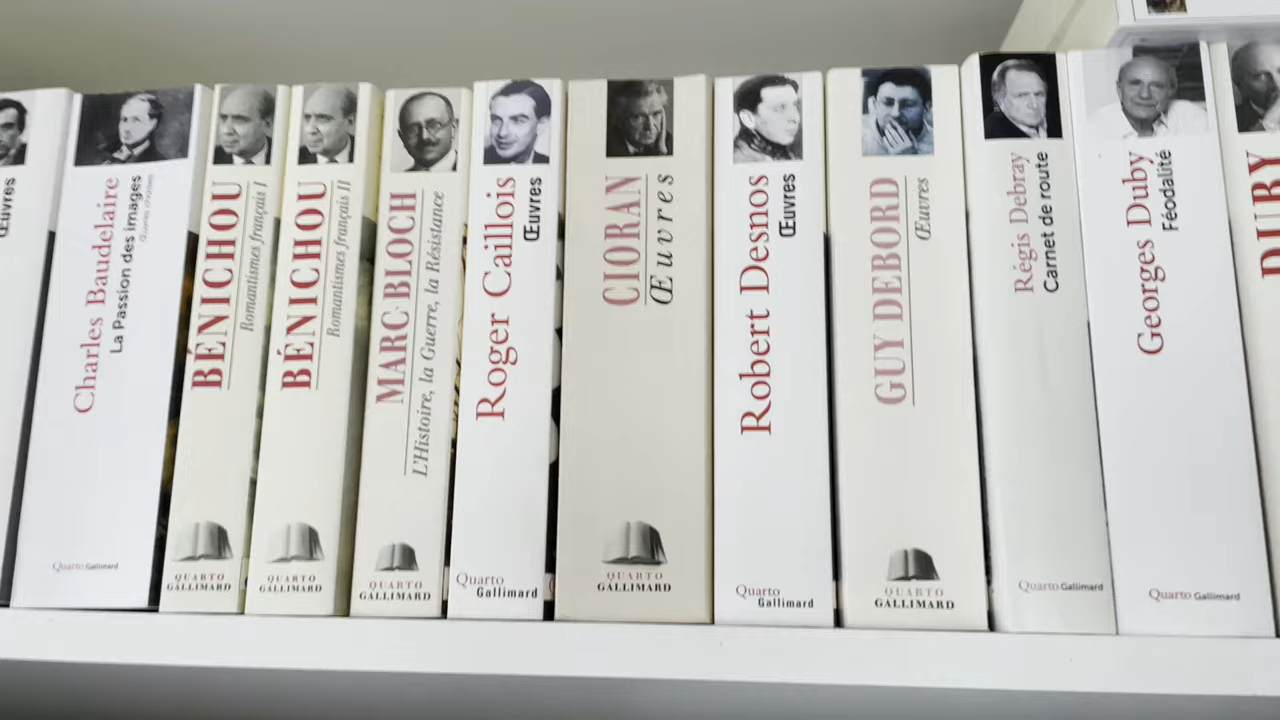 Œuvres
Charles Baudelaire
La Passion des images
Quarto Gallimard
BÉNICHOU
Romantismes français I
QUARTO
GALLIMARD
BÉNICHOU
Romantismes français II
QUARTO
GALLIMARD
MARC BLOCH
L'Histoire, la Guerre, la Résistance
QUARTO
GALLIMARD
Roger Caillois
Œuvres
Quarto
Gallimard
CIORAN
Œuvres
QUARTO
GALLIMARD
Robert Desnos
Œuvres
Quarto
Gallimard
GUY DEBORD
Œuvres
QUARTO
GALLIMARD
Régis Debray
Carnet de route
Quarto Gallimard
Georges Duby
Féodalité
Quarto Gallimard
DURY